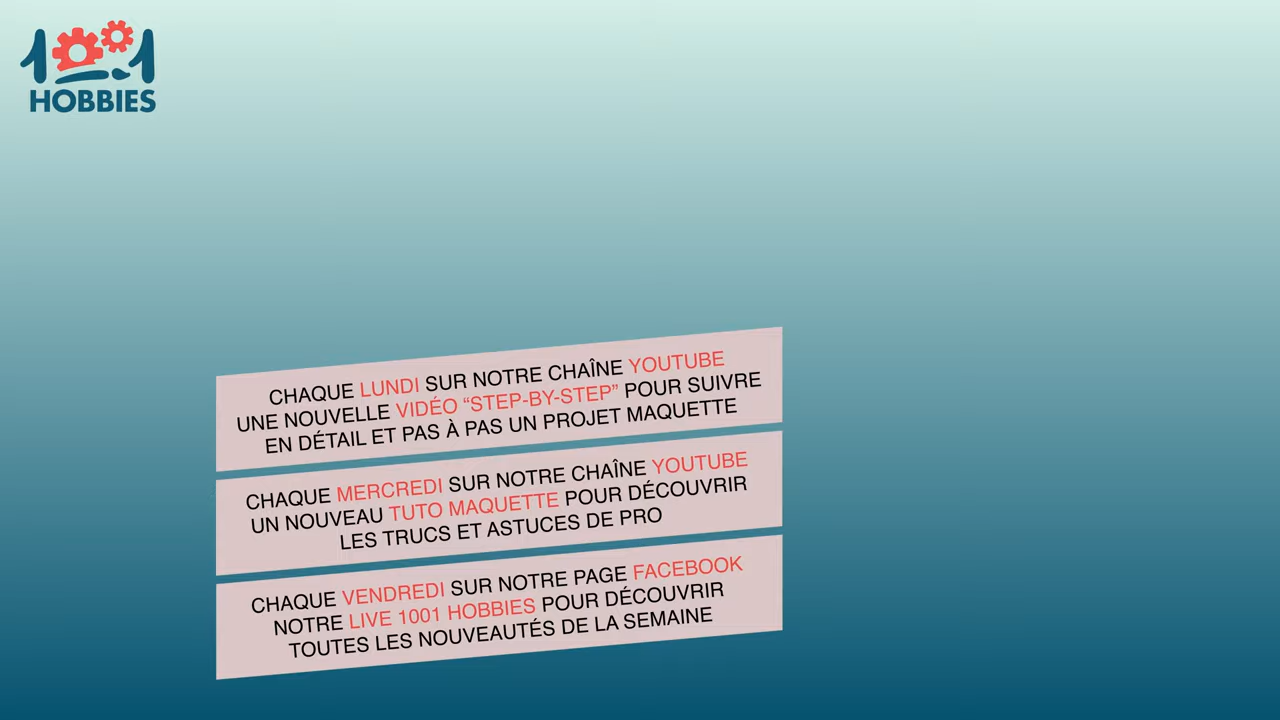 1001
HOBBIES
CHAQUE LUNDI SUR NOTRE CHAÎNE YOUTUBE
UNE NOUVELLE VIDÉO “STEP-BY-STEP” POUR SUIVRE
EN DÉTAIL ET PAS À PAS UN PROJET MAQUETTE
CHAQUE MERCREDI SUR NOTRE CHAÎNE YOUTUBE
UN NOUVEAU TUTO MAQUETTE POUR DÉCOUVRIR
LES TRUCS ET ASTUCES DE PRO
CHAQUE VENDREDI SUR NOTRE PAGE FACEBOOK
NOTRE LIVE 1001 HOBBIES POUR DÉCOUVRIR
TOUTES LES NOUVEAUTÉS DE LA SEMAINE